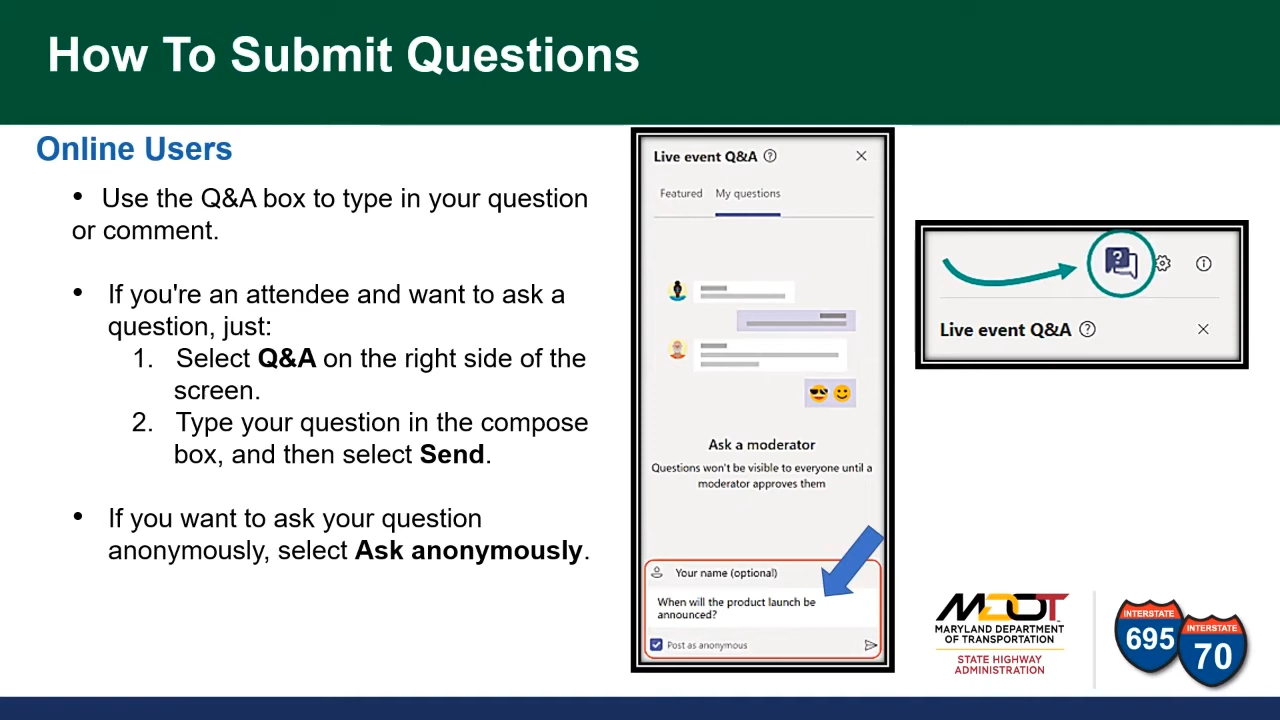 How To Submit Questions
Online Users
• Use the Q&A box to type in your question
or comment.
• If you're an attendee and want to ask a
question, just:
1. Select Q&A on the right side of the
screen.
2. Type your question in the compose
box, and then select Send.
• If you want to ask your question
anonymously, select Ask anonymously.
Live event Q&A
Featured My questions
Ask a moderator
Questions won't be visible to everyone until a
moderator approves them
Your name (optional)
When will the product launch be
announced?
Post as anonymous
Live event Q&A
MDOT
MARYLAND DEPARTMENT
OF TRANSPORTATION
STATE HIGHWAY
ADMINISTRATION
INTERSTATE
695
INTERSTATE
70